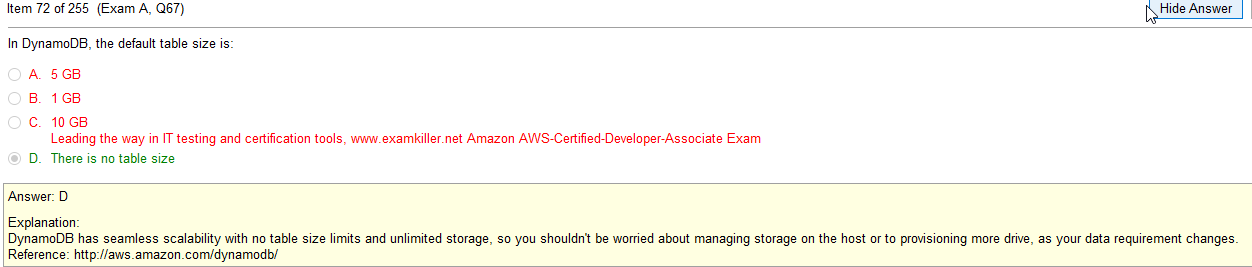 Item 72 of 255 (Exam A, Q67)
Hide Answer
In DynamoDB, the default table size is:
A. 5 GB
B. 1 GB
C. 10 GB
Leading the way in IT testing and certification tools, www.examkiller.net Amazon AWS-Certified-Developer-Associate Exam
D. There is no table size
Answer: D
Explanation:
DynamoDB has seamless scalability with no table size limits and unlimited storage, so you shouldn't be worried about managing storage on the host or to provisioning more drive, as your data requirement changes.
Reference: http://aws.amazon.com/dynamodb/